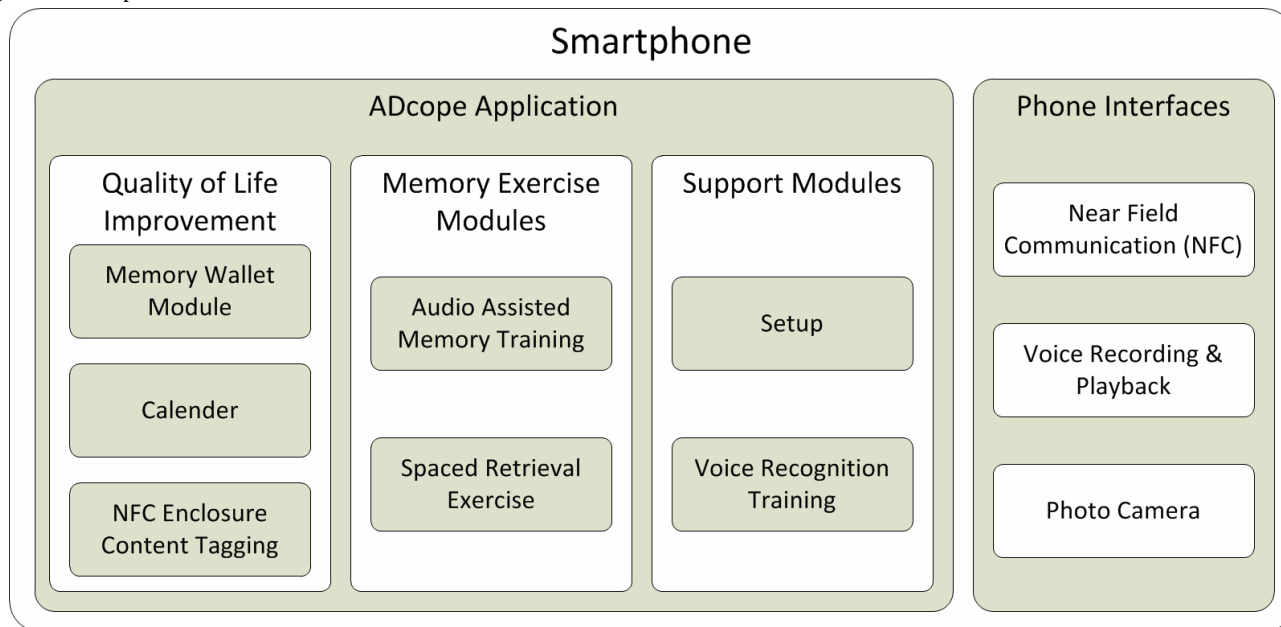 Smartphone
ADcope Application
Quality of Life
Improvement
Memory Wallet
Module
Calender
NFC Enclosure
Content Tagging
Memory Exercise
Modules
Audio Assisted
Memory Training
Spaced Retrieval
Exercise
Support Modules
Setup
Voice Recognition
Training
Phone Interfaces
Near Field
Communication (NFC)
Voice Recording &
Playback
Photo Camera